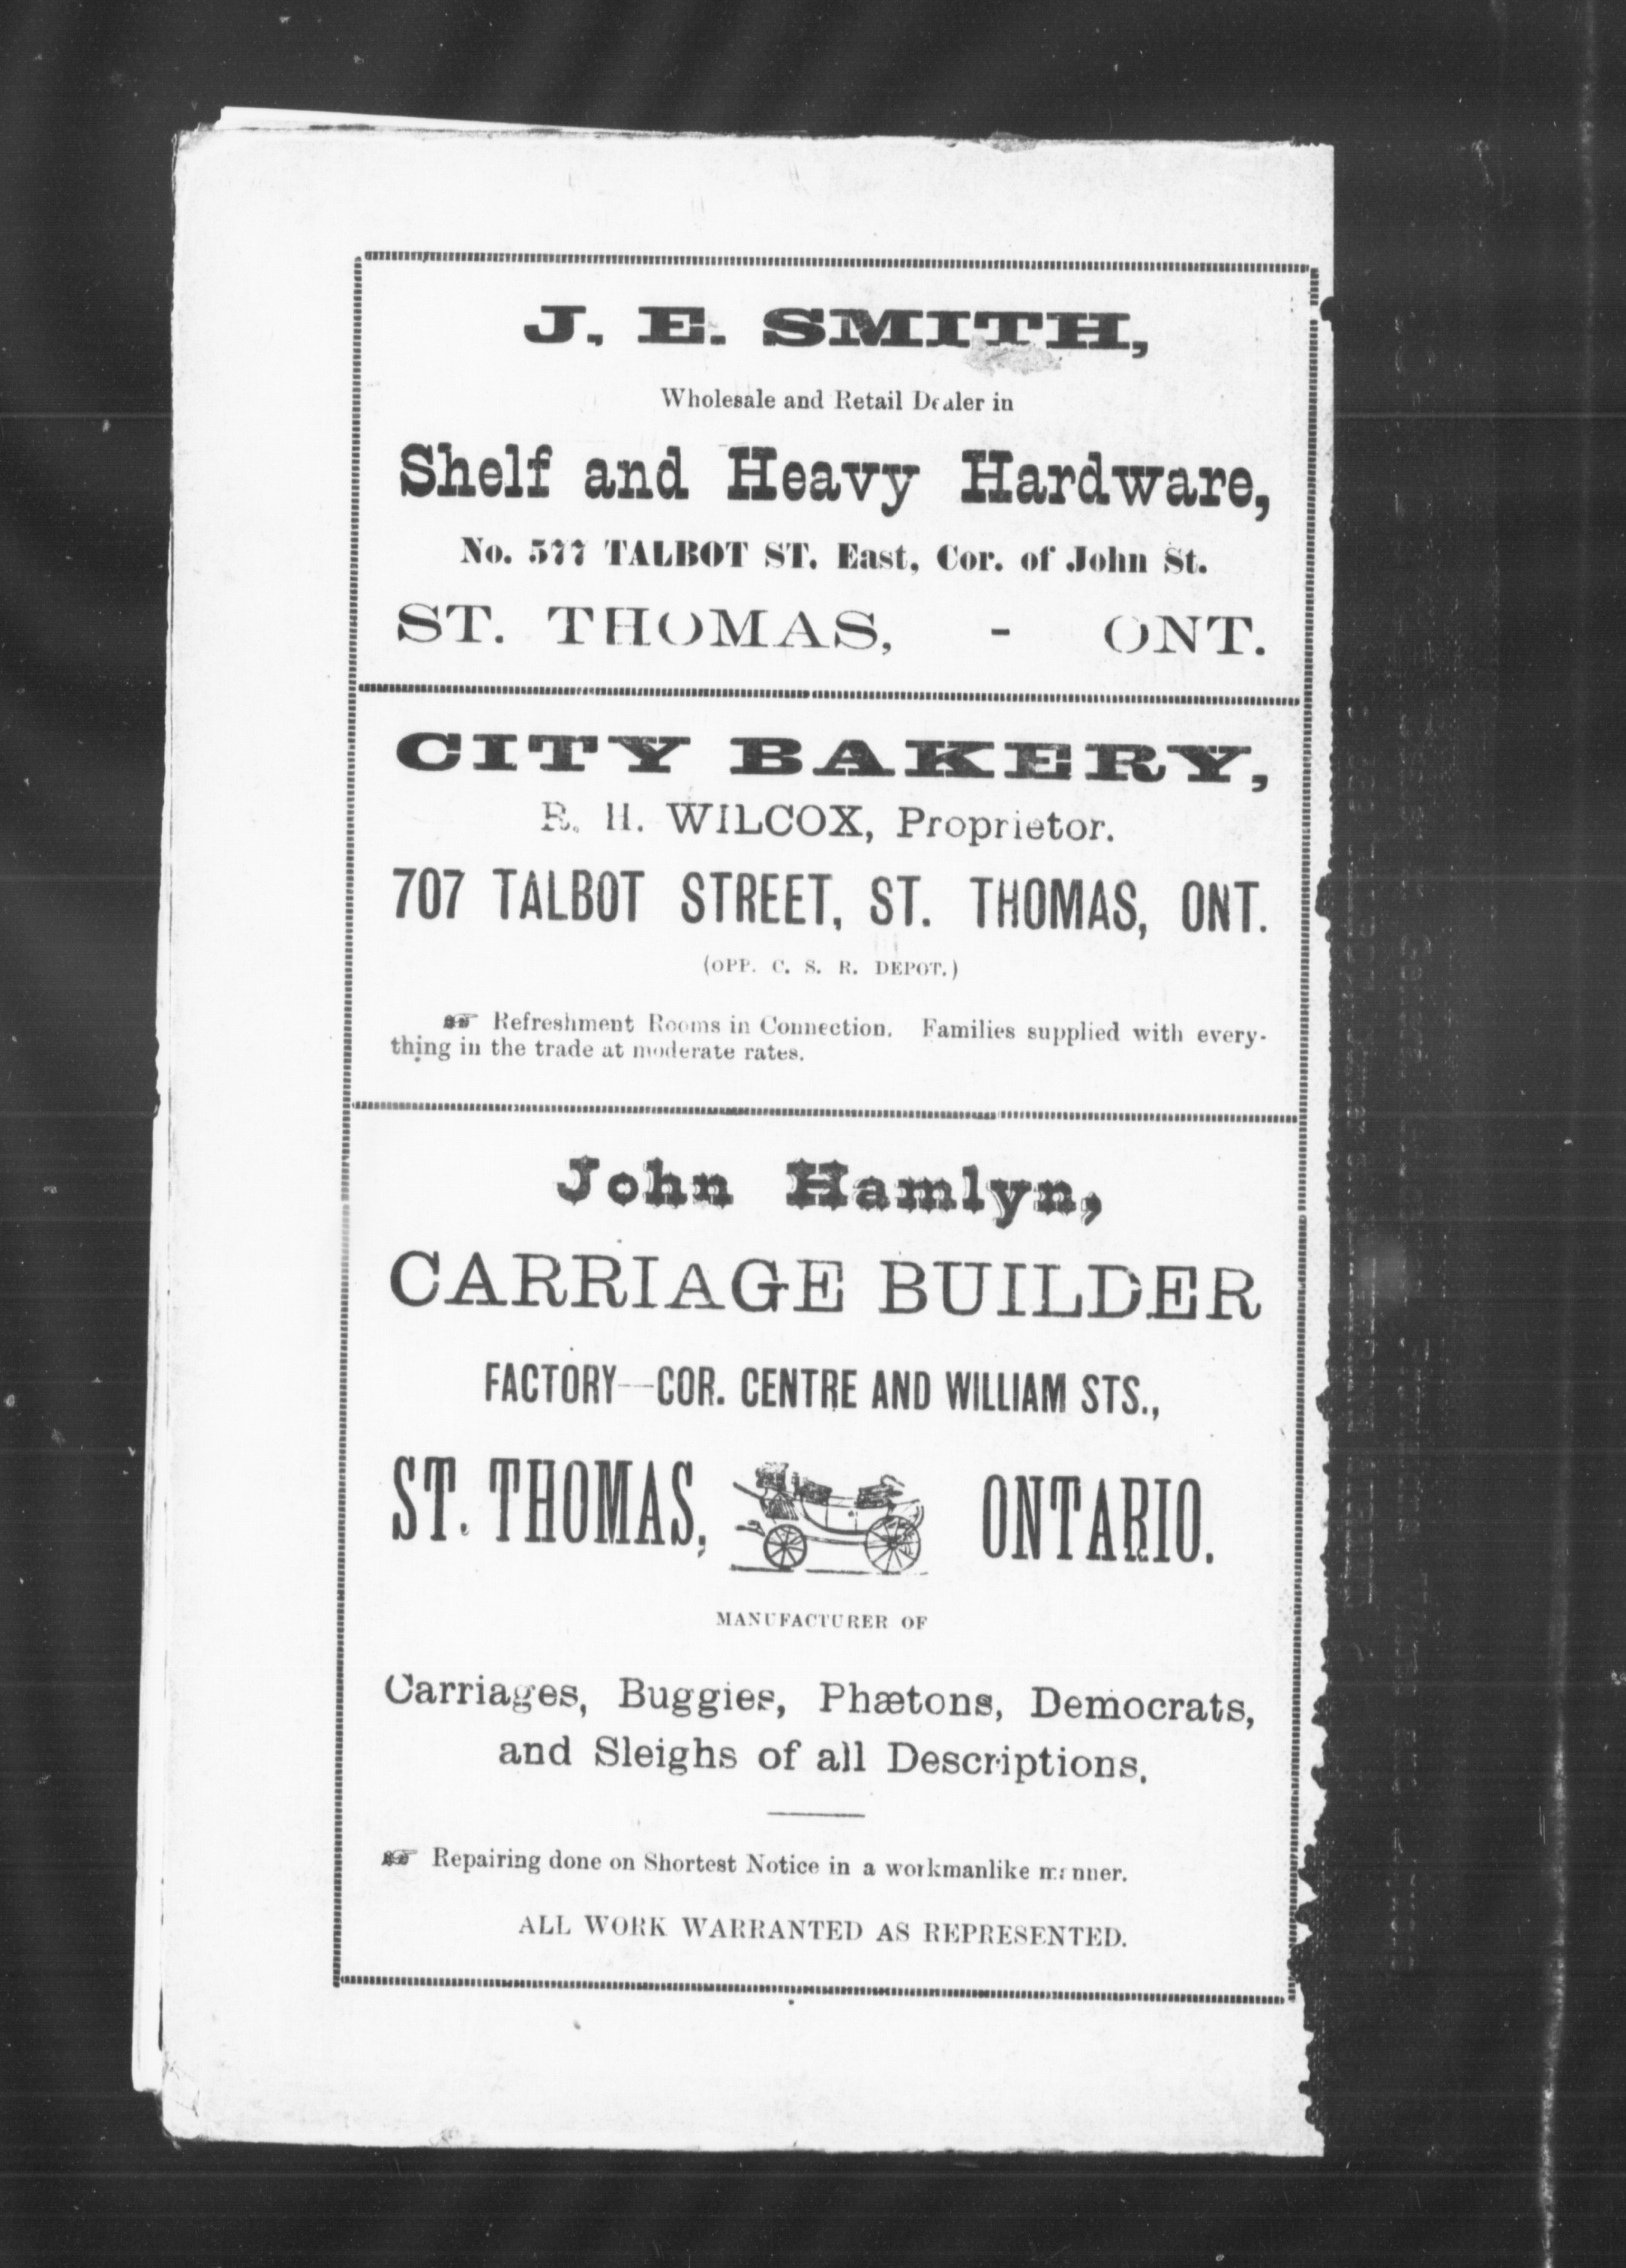 J. E. SMITH,
Wholesale and Retail Dealer in
Shelf and Heavy Hardware,
No. 577 TALBOT ST. East, Cor. of John St.
ST. THOMAS, - ONT.
CITY BAKERY,
R. H. WILCOX, Proprietor.
707 TALBOT STREET, ST. THOMAS, ONT.
(OPP. C. S. R. DEPOT.)
☞ Refreshment Rooms in Connection. Families supplied with every-
thing in the trade at moderate rates.
John Hamlyn,
CARRIAGE BUILDER
FACTORY—COR. CENTRE AND WILLIAM STS.,
ST. THOMAS, ONTARIO.
MANUFACTURER OF
Carriages, Buggies, Phætons, Democrats,
and Sleighs of all Descriptions.
☞ Repairing done on Shortest Notice in a workmanlike manner.
ALL WORK WARRANTED AS REPRESENTED.